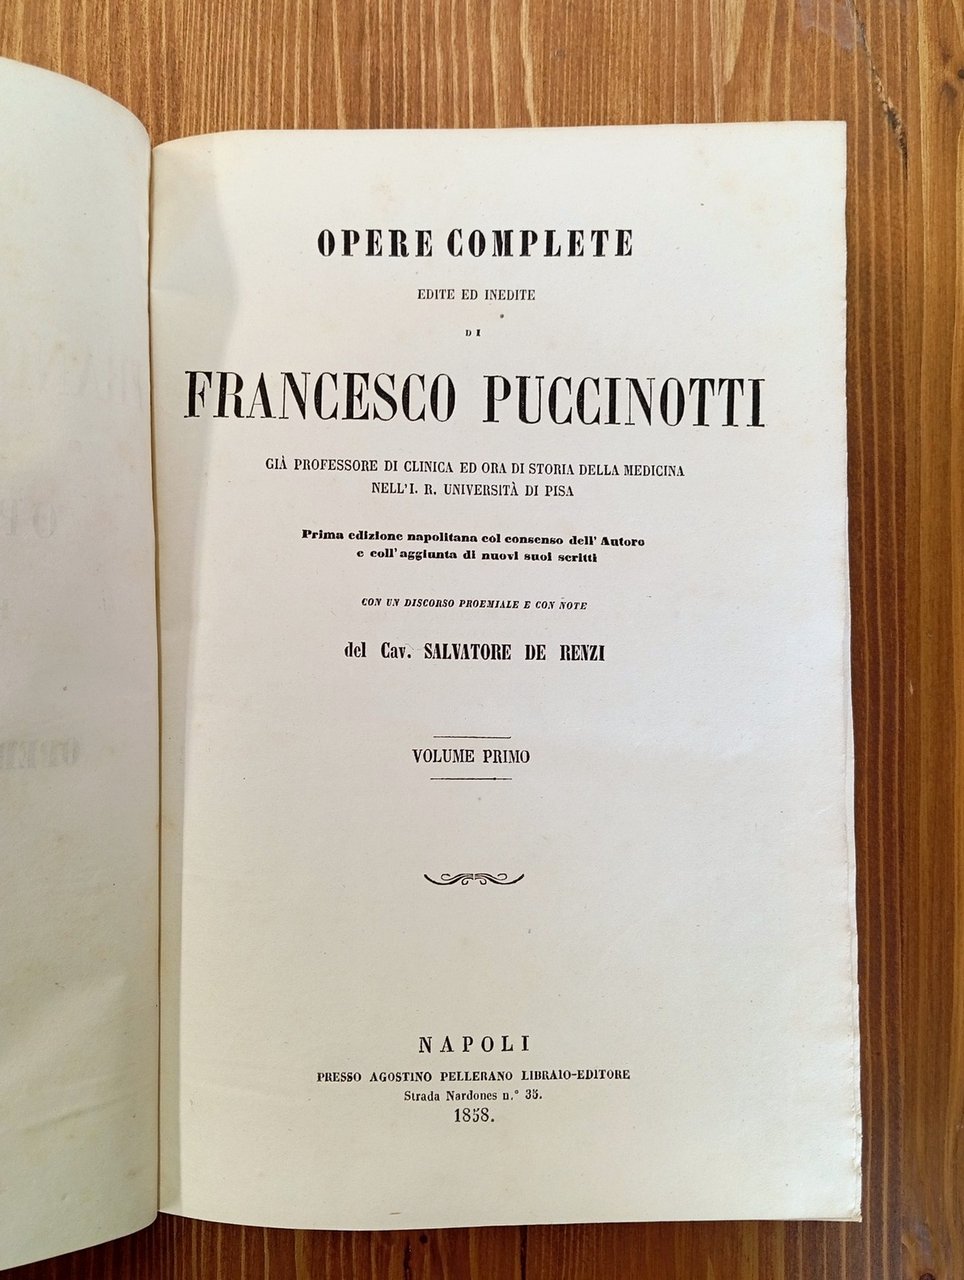 OPERE COMPLETE
EDITE ED INEDITE
DI
FRANCESCO PUCCINOTTI
GIÀ PROFESSORE DI CLINICA ED ORA DI STORIA DELLA MEDICINA
NELL'I. R. UNIVERSITÀ DI PISA
Prima edizione napolitana col consenso dell' Autore
e coll'aggiunta di nuovi suoi scritti
CON UN DISCORSO PROEMIALE E CON NOTE
del Cav. SALVATORE DE RENZI
VOLUME PRIMO
NAPOLI
PRESSO AGOSTINO PELLERANO LIBRAIO-EDITORE
Strada Nardones n.° 35.
1858.